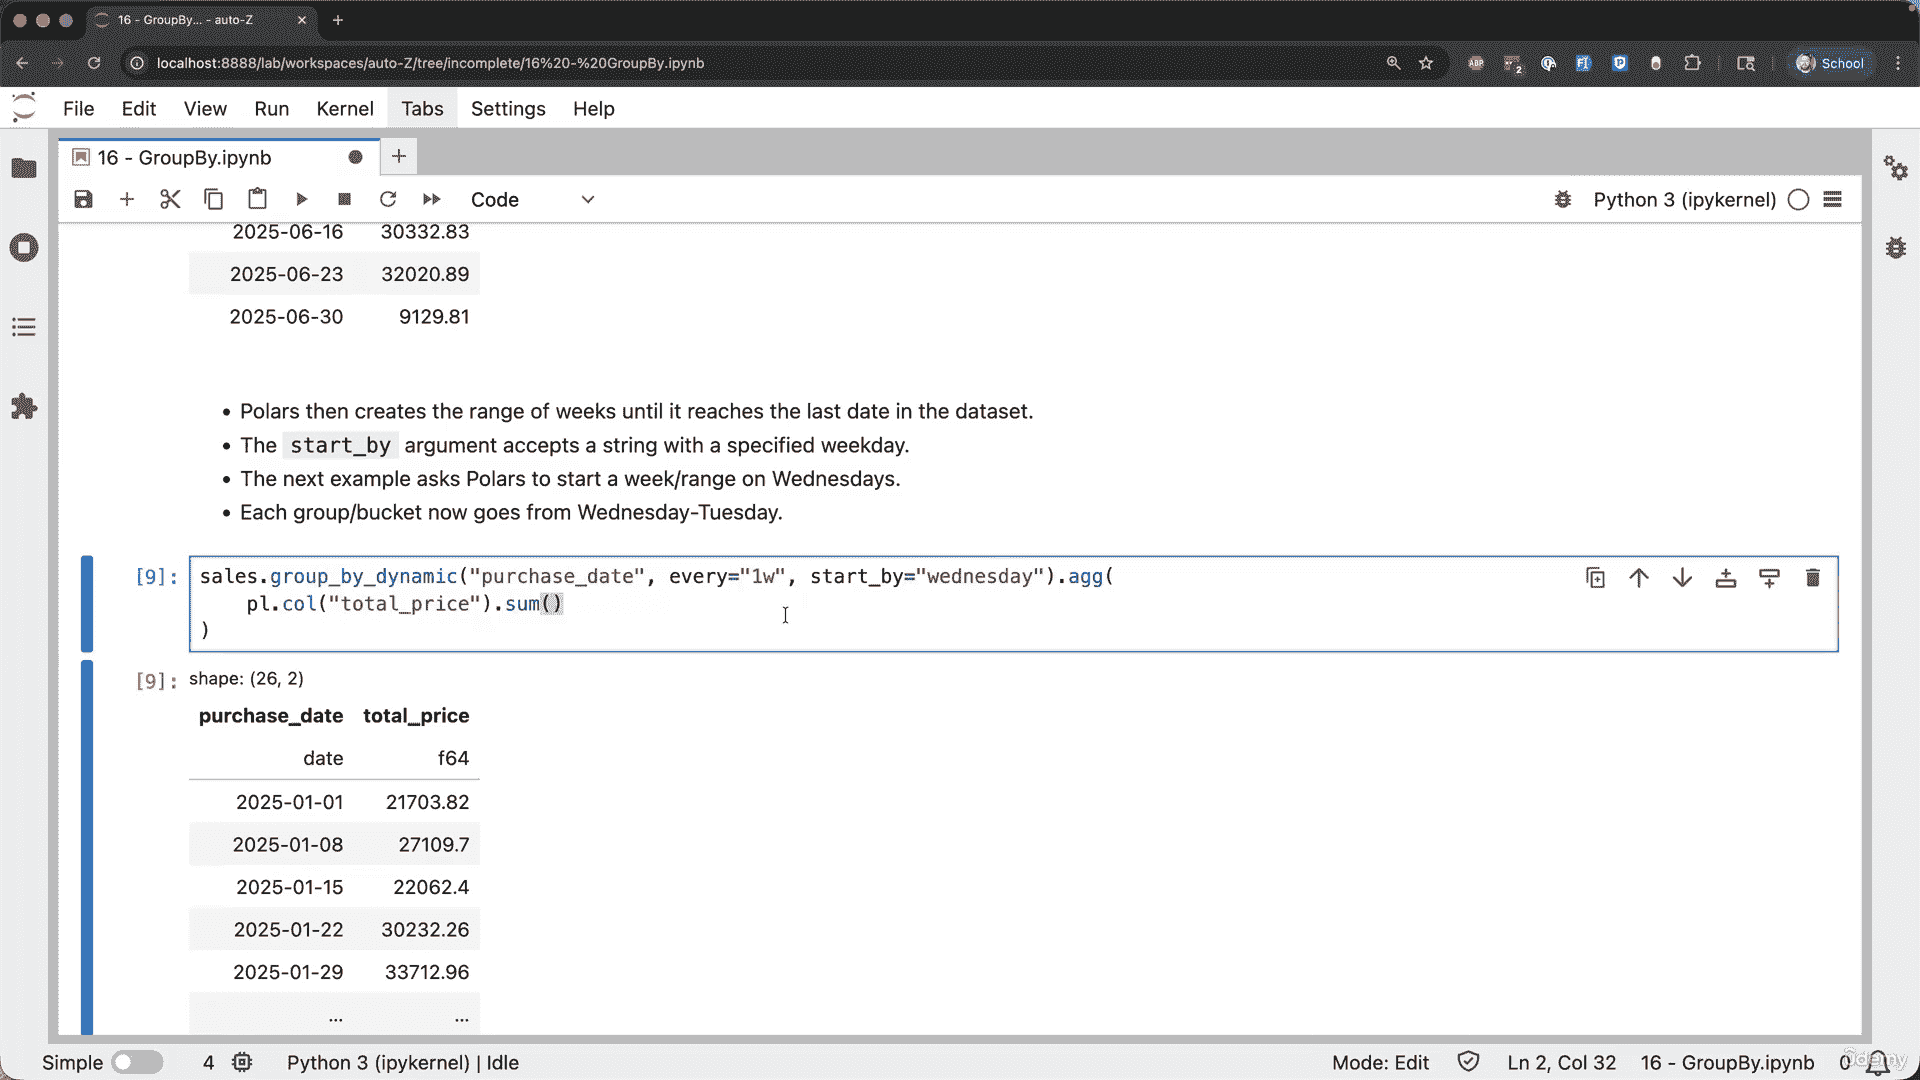 16 - GroupBy... - auto-Z
localhost:8888/lab/workspaces/auto-Z/tree/incomplete/16%20-%20GroupBy.ipynb
ABP
2
School
File Edit View Run Kernel Tabs Settings Help
16 - GroupBy.ipynb
Code
Python 3 (ipykernel)
2025-06-16 30332.83
2025-06-23 32020.89
2025-06-30 9129.81
• Polars then creates the range of weeks until it reaches the last date in the dataset.
• The start_by argument accepts a string with a specified weekday.
• The next example asks Polars to start a week/range on Wednesdays.
• Each group/bucket now goes from Wednesday-Tuesday.
[9]: sales.group_by_dynamic("purchase_date", every="1w", start_by="wednesday").agg(
pl.col("total_price").sum()
)
[9]: shape: (26, 2)
purchase_date total_price
date f64
2025-01-01 21703.82
2025-01-08 27109.7
2025-01-15 22062.4
2025-01-22 30232.26
2025-01-29 33712.96
... ...
Simple 4 Python 3 (ipykernel) | Idle Mode: Edit Ln 2, Col 32 16 - GroupBy.ipynb 0
udemy